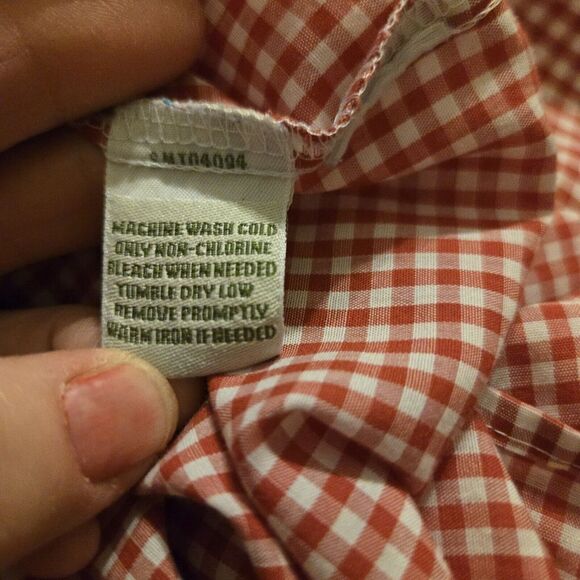 MACHINE WASH COLD
ONLY NON-CHLORINE
BLEACH WHEN NEEDED
TUMBLE DRY LOW
REMOVE PROMPTLY
WARM IRON IF NEEDED